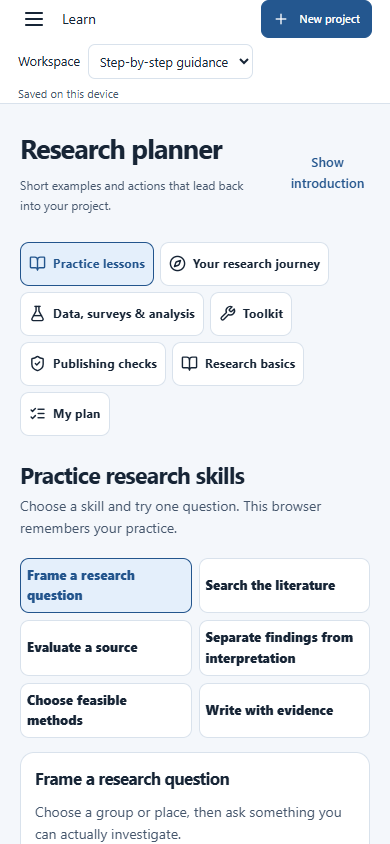 Learn
New project
Workspace
Step-by-step guidance
Saved on this device
Research planner
Short examples and actions that lead back
into your project.
Show
introduction
Practice lessons
Your research journey
Data, surveys & analysis
Toolkit
Publishing checks
Research basics
My plan
Practice research skills
Choose a skill and try one question. This browser
remembers your practice.
Frame a research
question
Search the literature
Evaluate a source
Separate findings from
interpretation
Choose feasible
methods
Write with evidence
Frame a research question
Choose a group or place, then ask something you
can actually investigate.